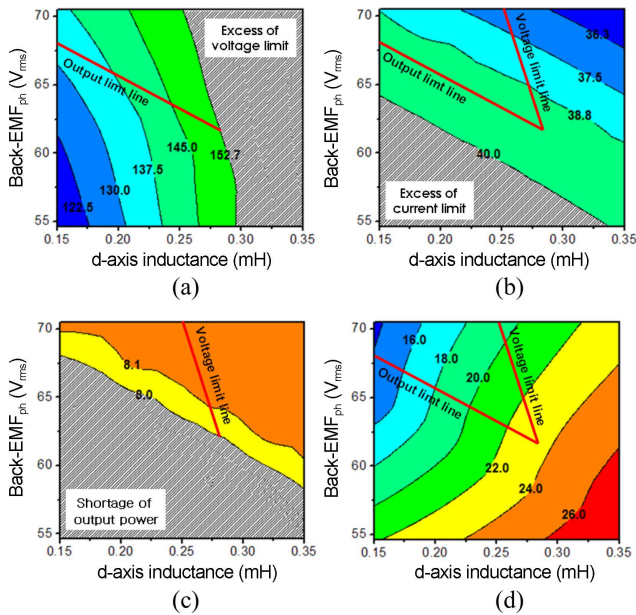 70
65
60
55
Back-EMFph (Vrms)
Excess of
voltage limit
Output limt line
152.7
145.0
137.5
130.0
122.5
0.15 0.20 0.25 0.30 0.35
d-axis inductance (mH)
(a)
70
65
60
55
Back-EMFph (Vrms)
36.3
37.5
38.8
40.0
Voltage limit line
Output limt line
Excess of
current limit
0.15 0.20 0.25 0.30 0.35
d-axis inductance (mH)
(b)
70
65
60
55
Back-EMFph (Vrms)
8.1
8.0
Voltage limit line
Shortage of
output power
0.15 0.20 0.25 0.30 0.35
d-axis inductance (mH)
(c)
70
65
60
55
Back-EMFph (Vrms)
16.0
18.0
20.0
22.0
24.0
26.0
Voltage limit line
Output limt line
0.15 0.20 0.25 0.30 0.35
d-axis inductance (mH)
(d)